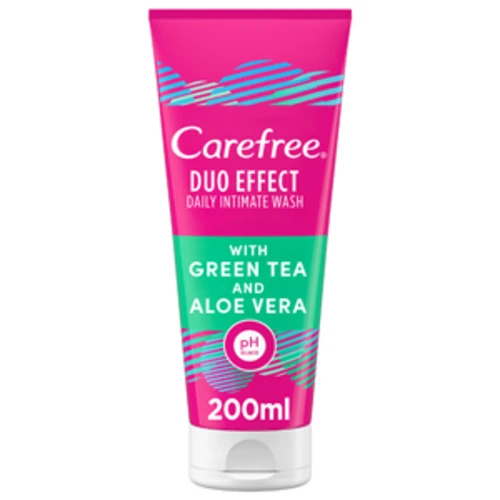 Carefree®
DUO EFFECT
DAILY INTIMATE WASH
WITH
GREEN TEA
AND
ALOE VERA
pH
200ml